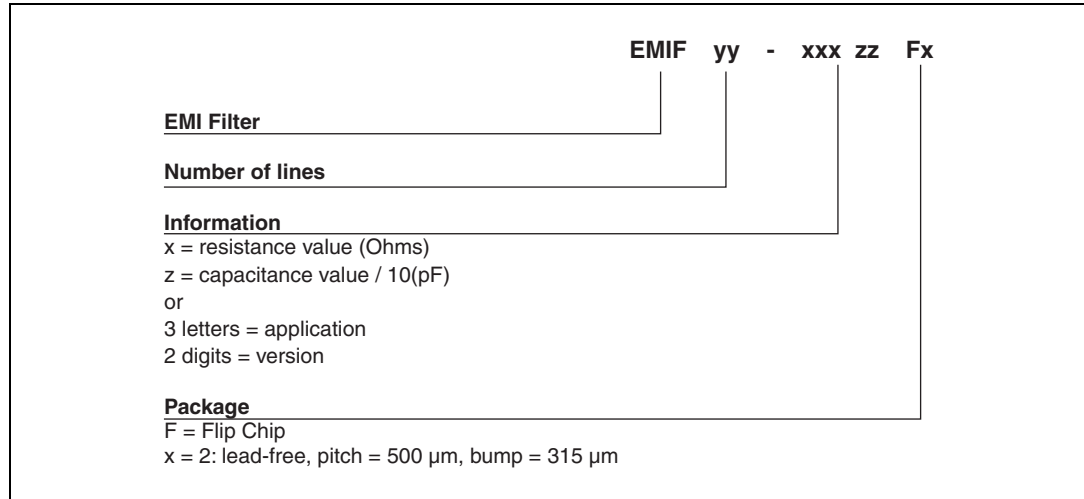 EMIF yy - xxx zz Fx
EMI Filter
Number of lines
Information
x = resistance value (Ohms)
z = capacitance value / 10(pF)
or
3 letters = application
2 digits = version
Package
F = Flip Chip
x = 2: lead-free, pitch = 500 µm, bump = 315 µm